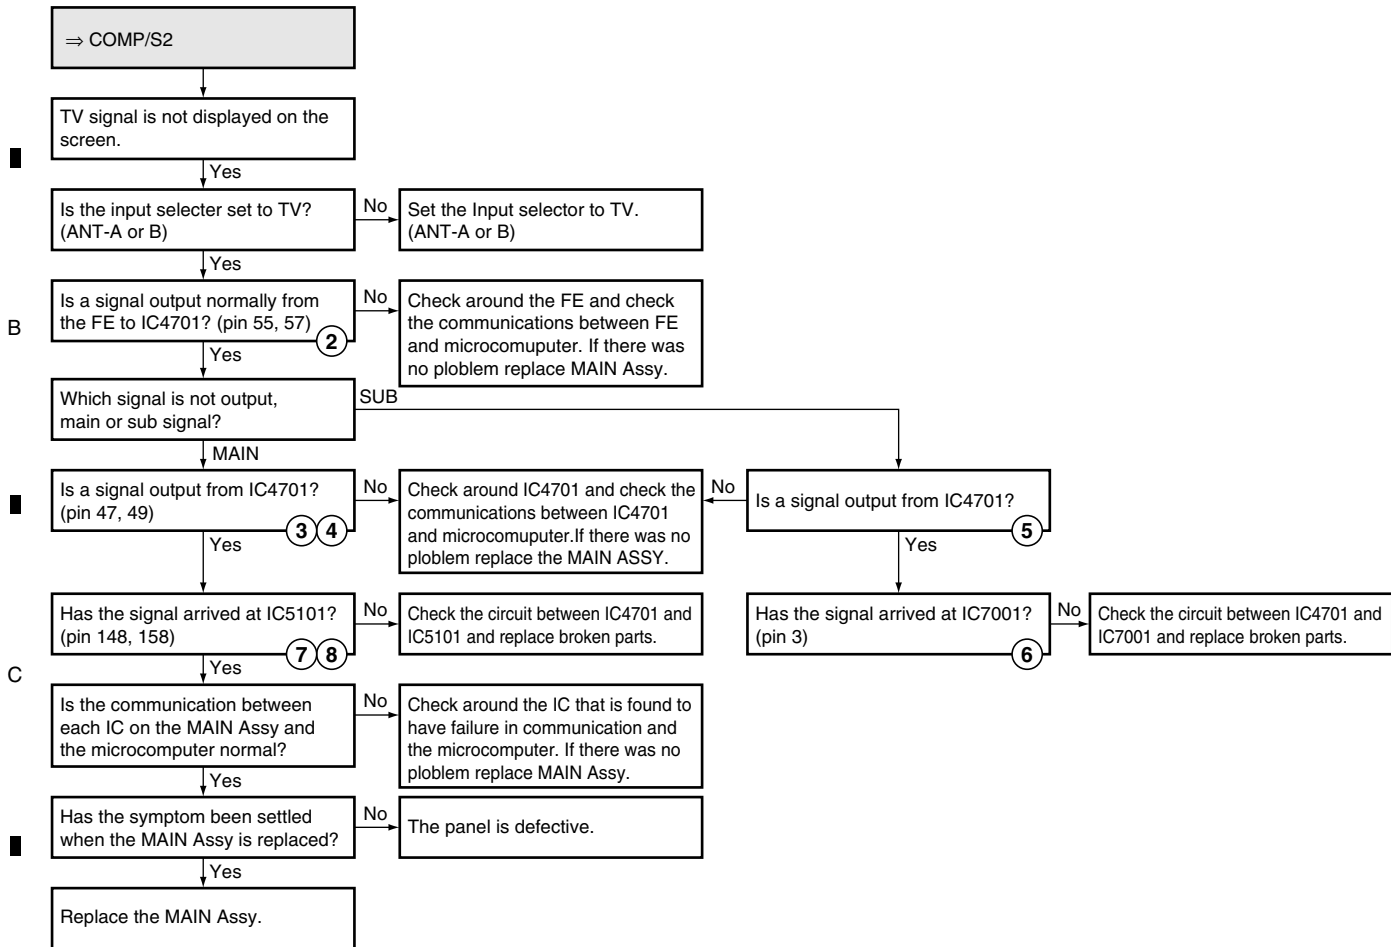 ⇒ COMP/S2
TV signal is not displayed on the
screen.
Yes
Is the input selecter set to TV?
(ANT-A or B)
No
Set the Input selector to TV.
(ANT-A or B)
Yes
B
Is a signal output normally from
the FE to IC4701? (pin 55, 57)
2
No
Check around the FE and check
the communications between FE
and microcomuputer. If there was
no ploblem replace MAIN Assy.
Yes
Which signal is not output,
main or sub signal?
SUB
MAIN
Is a signal output from IC4701?
(pin 47, 49)
3 4
No
Check around IC4701 and check the
communications between IC4701
and microcomuputer.If there was no
ploblem replace the MAIN ASSY.
No
Is a signal output from IC4701?
5
Yes
Yes
Has the signal arrived at IC5101?
(pin 148, 158)
7 8
No
Check the circuit between IC4701 and
IC5101 and replace broken parts.
Has the signal arrived at IC7001?
(pin 3)
6
No
Check the circuit between IC4701 and
IC7001 and replace broken parts.
Yes
C
Is the communication between
each IC on the MAIN Assy and
the microcomputer normal?
No
Check around the IC that is found to
have failure in communication and
the microcomputer. If there was no
ploblem replace MAIN Assy.
Yes
Has the symptom been settled
when the MAIN Assy is replaced?
No
The panel is defective.
Yes
Replace the MAIN Assy.